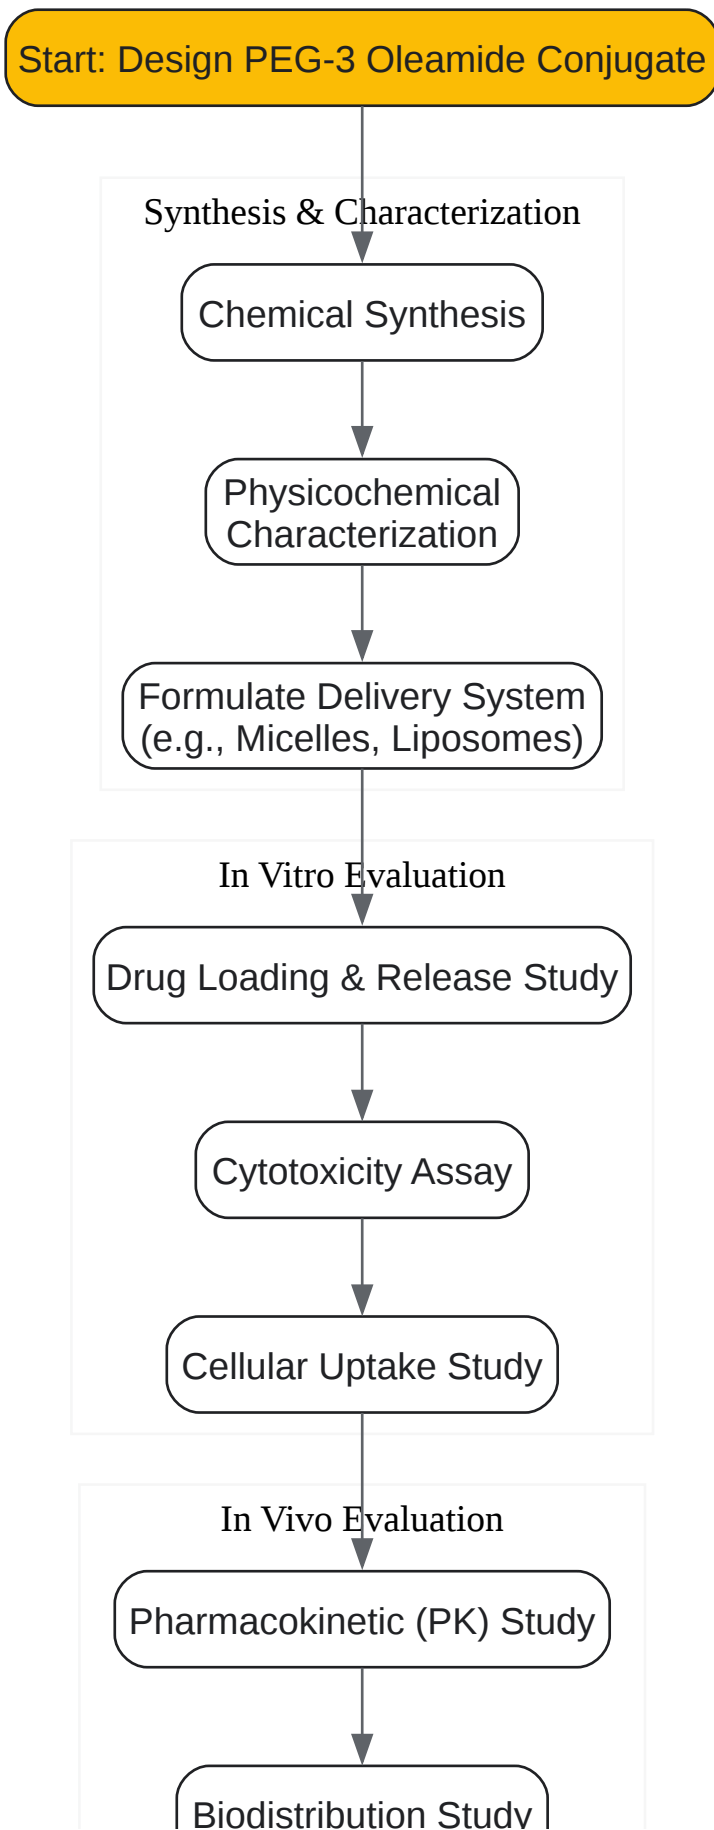 Start: Design PEG-3 Oleamide Conjugate
Synthesis & Characterization
Chemical Synthesis
Physicochemical
Characterization
Formulate Delivery System
(e.g., Micelles, Liposomes)
In Vitro Evaluation
Drug Loading & Release Study
Cytotoxicity Assay
Cellular Uptake Study
In Vivo Evaluation
Pharmacokinetic (PK) Study
Biodistribution Study